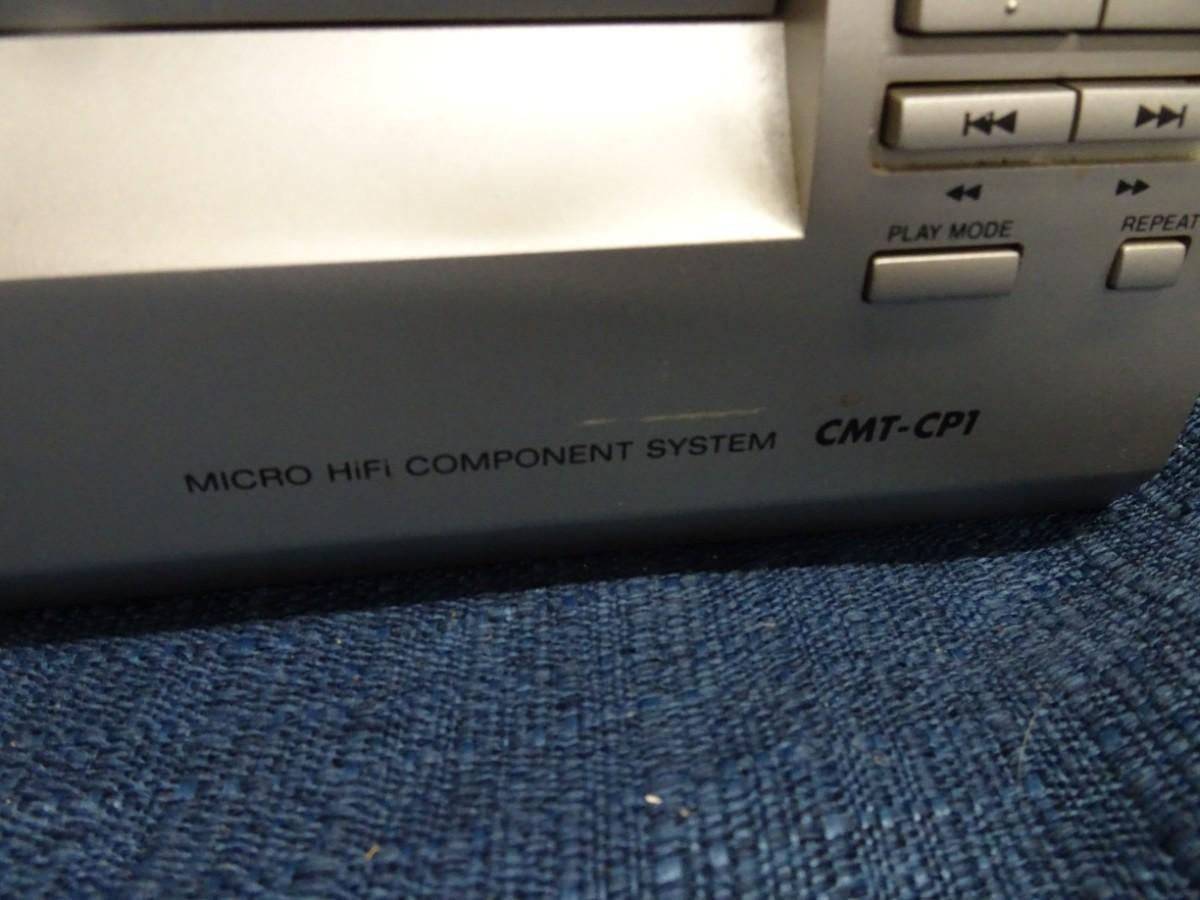 PLAY MODE
REPEAT
MICRO HiFi COMPONENT SYSTEM CMT-CP1